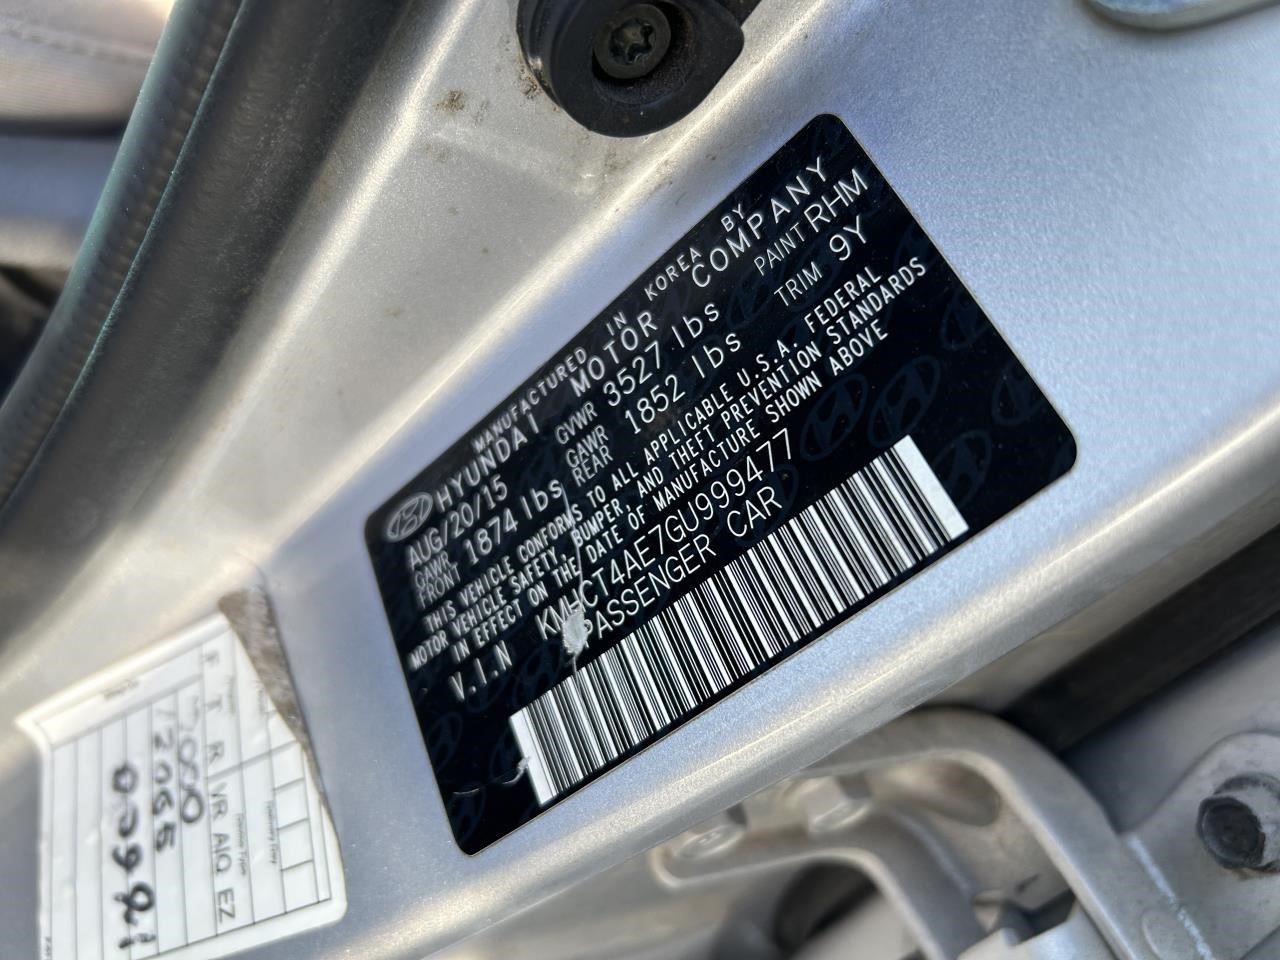 MANUFACTURED IN KOREA BY
HYUNDAI MOTOR COMPANY
AUG/20/15 GVWR 3527 lbs PAINT RHM
GAWR FRONT 1874 lbs GAWR REAR 1852 lbs TRIM 9Y
THIS VEHICLE CONFORMS TO ALL APPLICABLE U.S.A. FEDERAL
MOTOR VEHICLE SAFETY, BUMPER, AND THEFT PREVENTION STANDARDS
IN EFFECT ON THE DATE OF MANUFACTURE SHOWN ABOVE
V.I.N KMHCT4AE7GU999477
PASSENGER CAR
F T R VR AIQ EZ